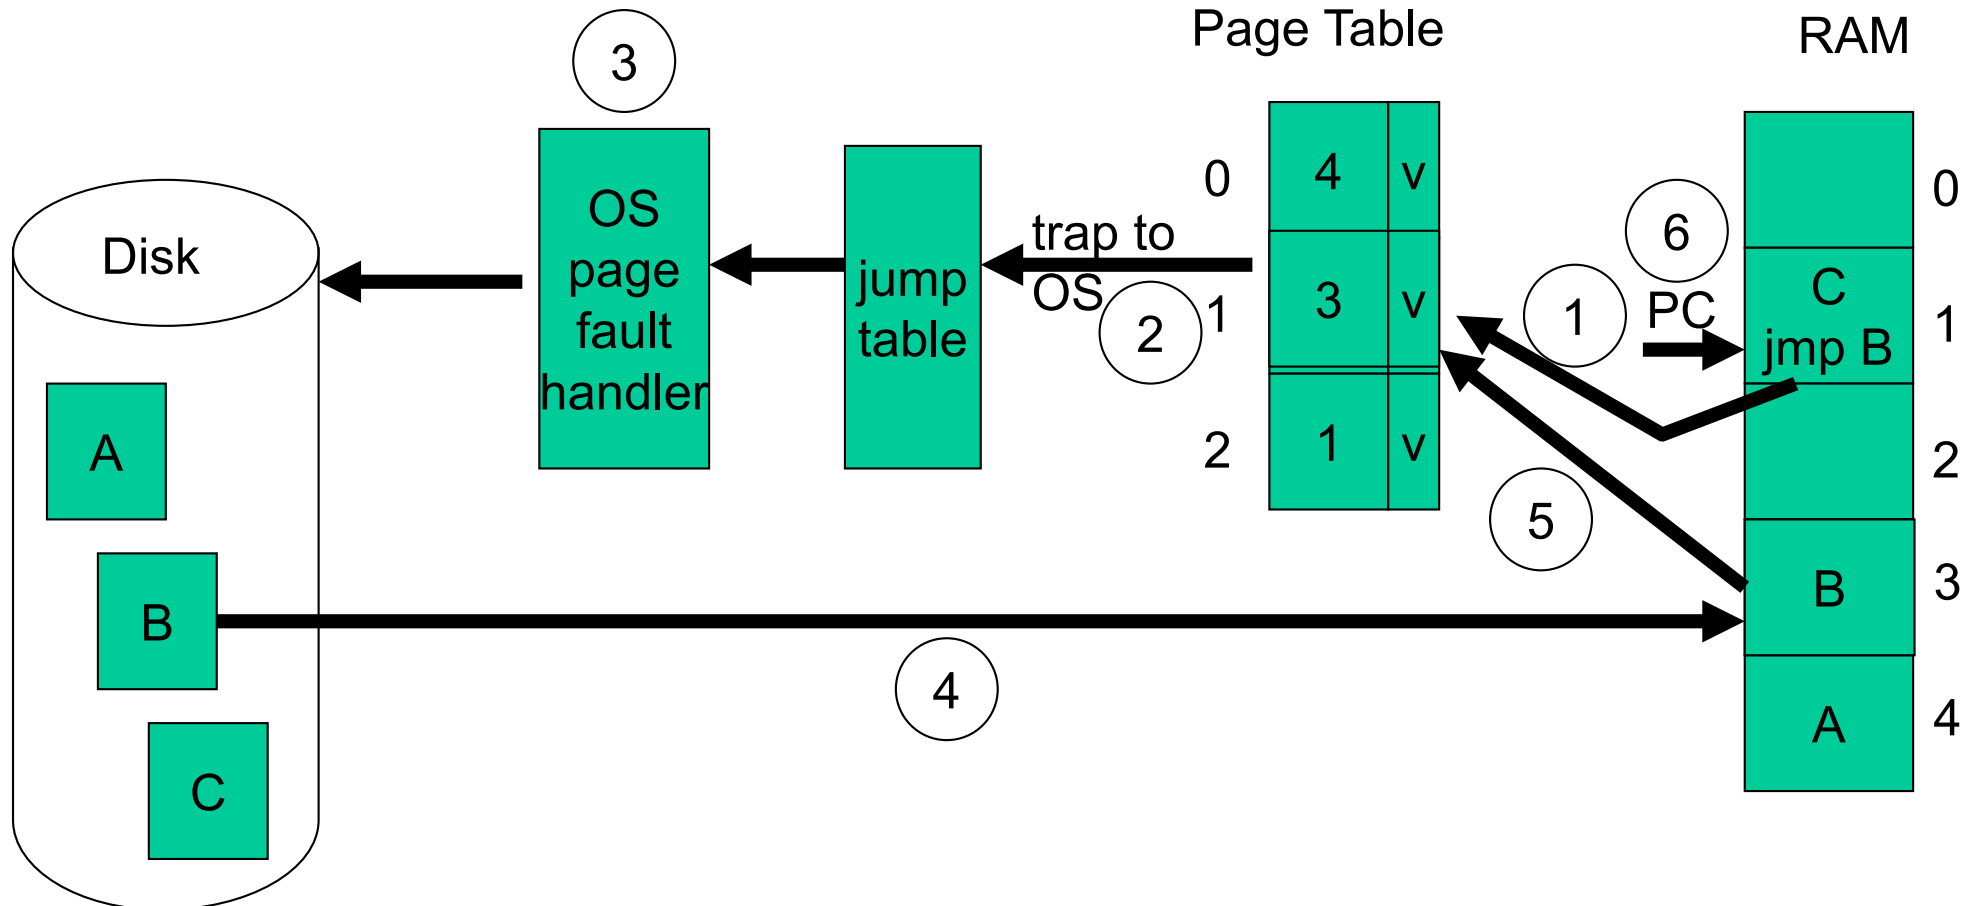 Page Table
RAM
3
OS
page
fault
handler
jump
table
trap to
OS
2
0
1
2
4 v
3 v
1 v
1
6
PC
5
C
jmp B
B
A
0
1
2
3
4
Disk
A
B
C
4